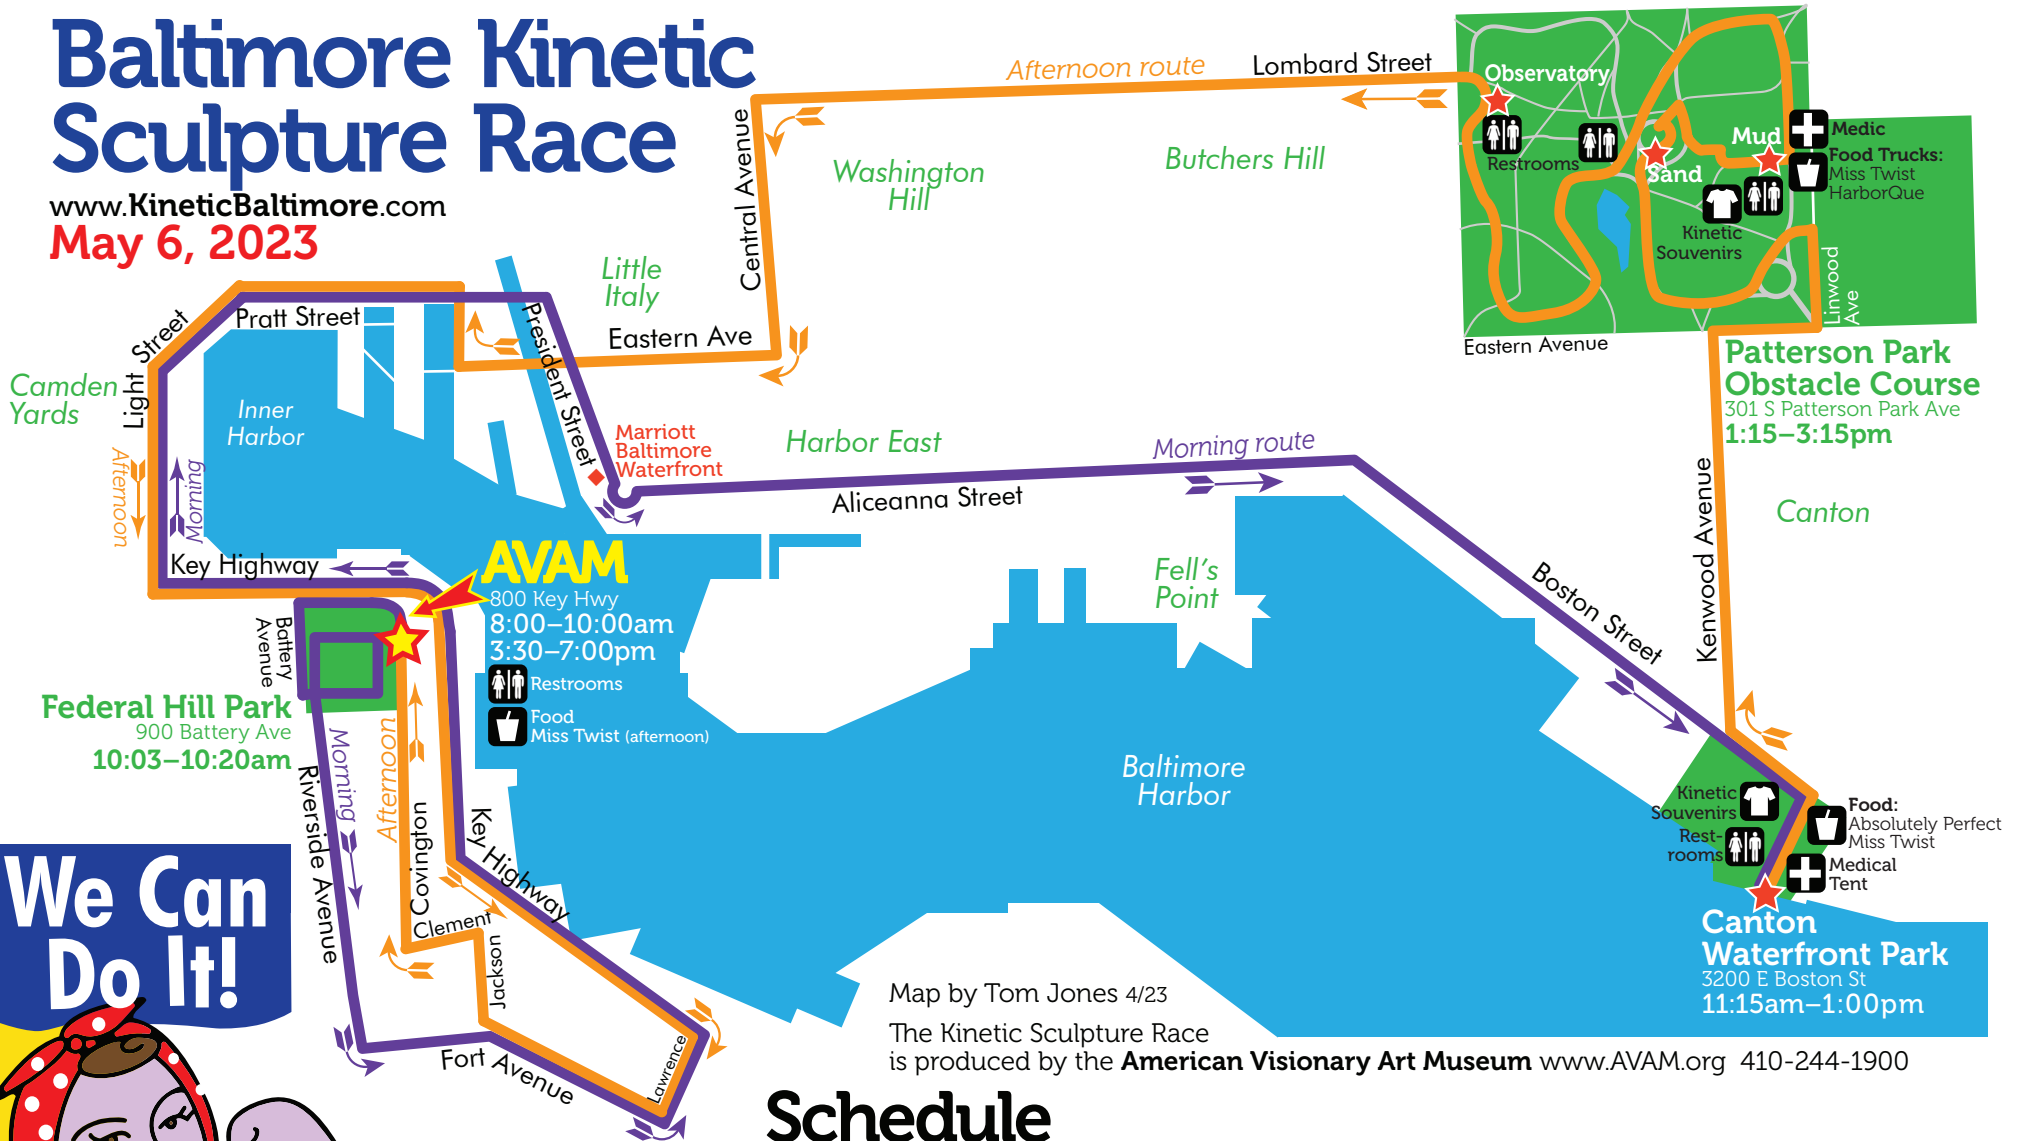 Baltimore Kinetic
Sculpture Race
www.KineticBaltimore.com
May 6, 2023
Afternoon route
Lombard Street
Central Avenue
Washington
Hill
Butchers Hill
Observatory
Restrooms
Sand
Mud
Medic
Food Trucks:
Miss Twist
HarborQue
Kinetic
Souvenirs
Linwood
Ave
Eastern Avenue
Patterson Park
Obstacle Course
301 S Patterson Park Ave
1:15–3:15pm
Little
Italy
Eastern Ave
President Street
Pratt Street
Light Street
Camden
Yards
Inner
Harbor
Afternoon
Morning
Key Highway
Marriott
Baltimore
Waterfront
Harbor East
Morning route
Aliceanna Street
Canton
Kenwood Avenue
Boston Street
Fell's
Point
AVAM
800 Key Hwy
8:00–10:00am
3:30–7:00pm
Restrooms
Food
Miss Twist (afternoon)
Battery
Avenue
Federal Hill Park
900 Battery Ave
10:03–10:20am
Morning
Afternoon
Riverside Avenue
Covington
Key Highway
Clement
Jackson
Fort Avenue
Lawrence
Baltimore
Harbor
Kinetic
Souvenirs
Rest-
rooms
Food:
Absolutely Perfect
Miss Twist
Medical
Tent
Canton
Waterfront Park
3200 E Boston St
11:15am–1:00pm
We Can
Do It!
Map by Tom Jones 4/23
The Kinetic Sculpture Race
is produced by the American Visionary Art Museum www.AVAM.org 410-244-1900
Schedule